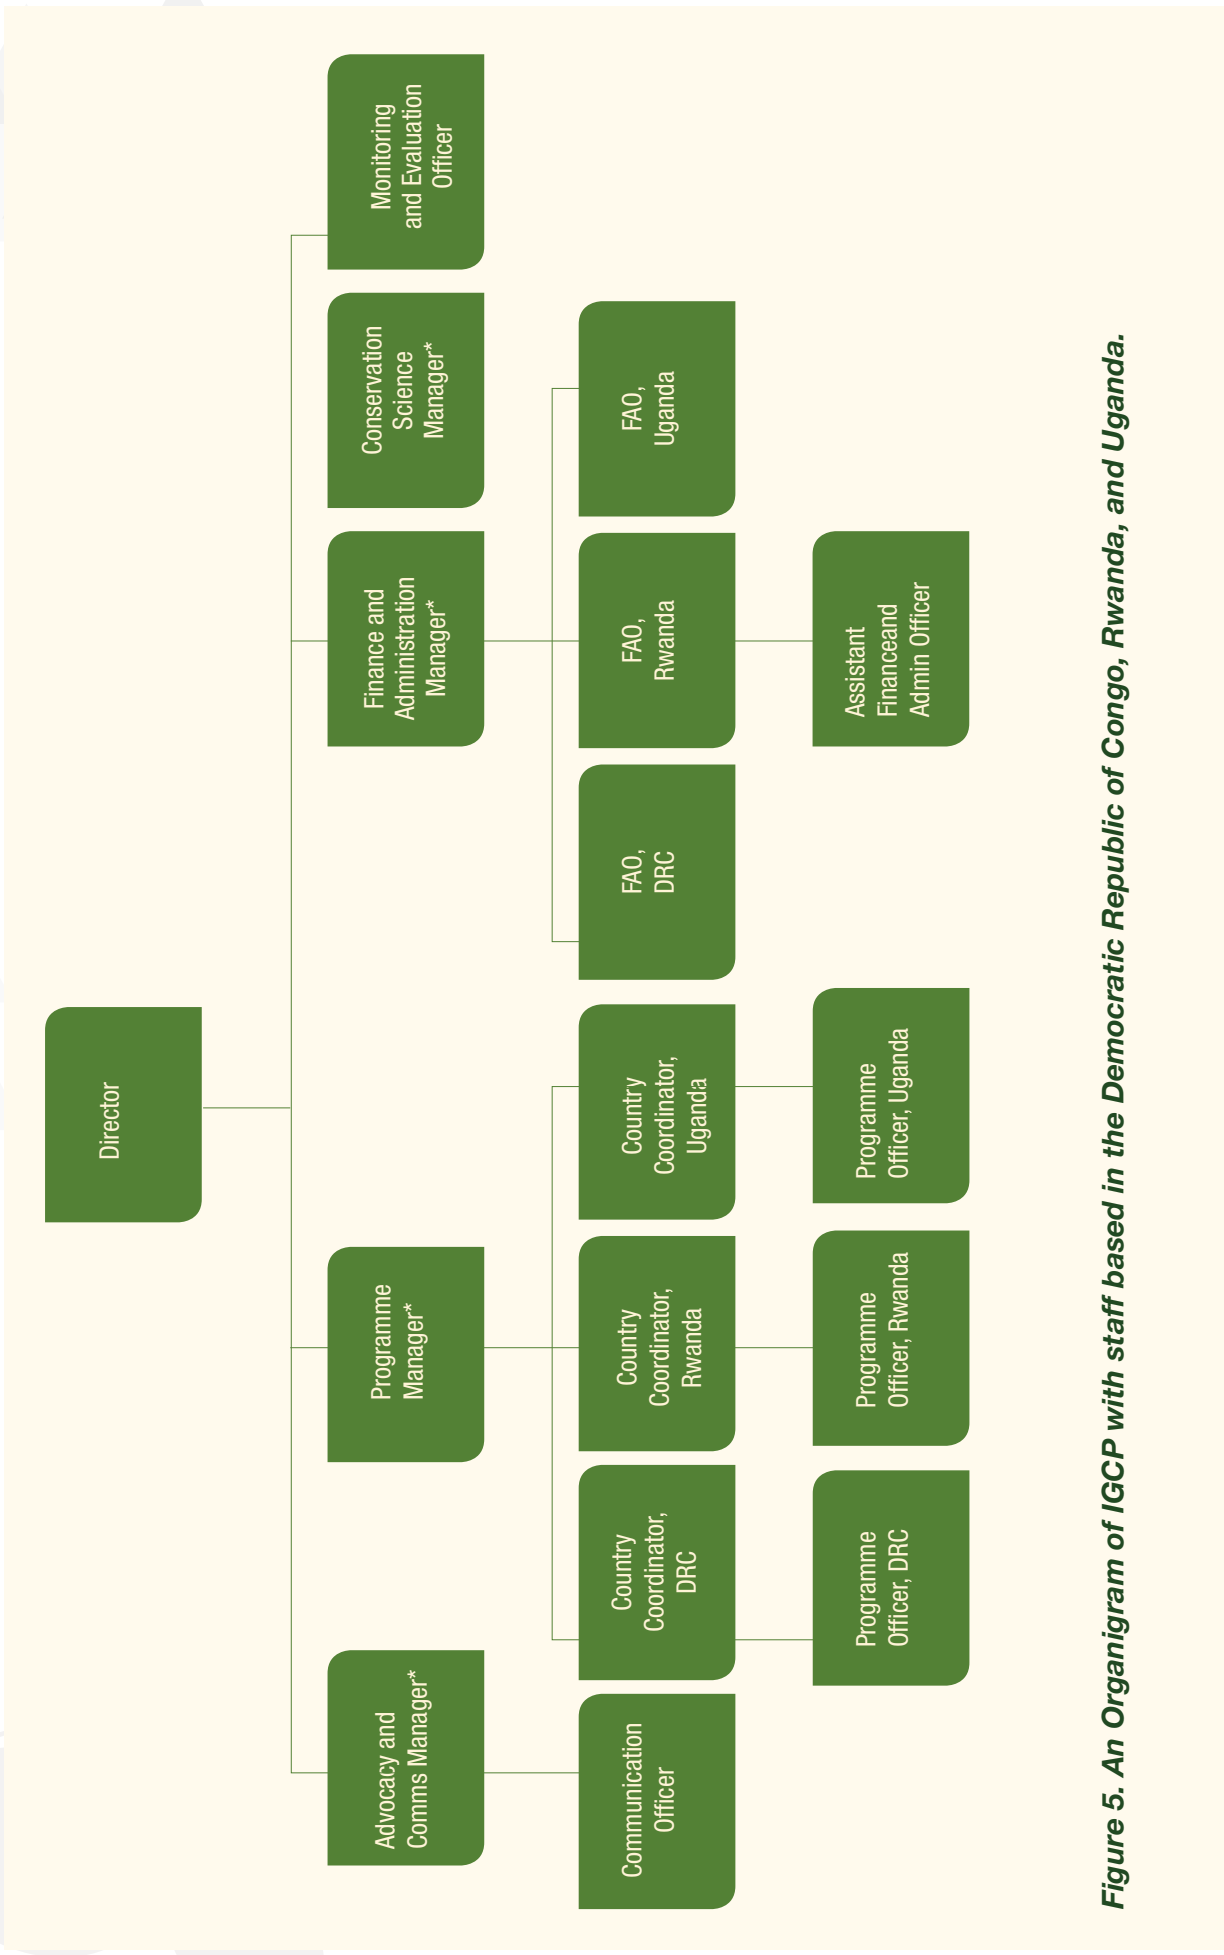 Director
Advocacy and
Comms Manager*
Programme
Manager*
Finance and
Administration
Manager*
Conservation
Science
Manager*
Monitoring
and Evaluation
Officer
Communication
Officer
Country
Coordinator,
DRC
Country
Coordinator,
Rwanda
Country
Coordinator,
Uganda
FAO,
DRC
FAO,
Rwanda
FAO,
Uganda
Programme
Officer, DRC
Programme
Officer, Rwanda
Programme
Officer, Uganda
Assistant
Financeand
Admin Officer
Figure 5. An Organigram of IGCP with staff based in the Democratic Republic of Congo, Rwanda, and Uganda.